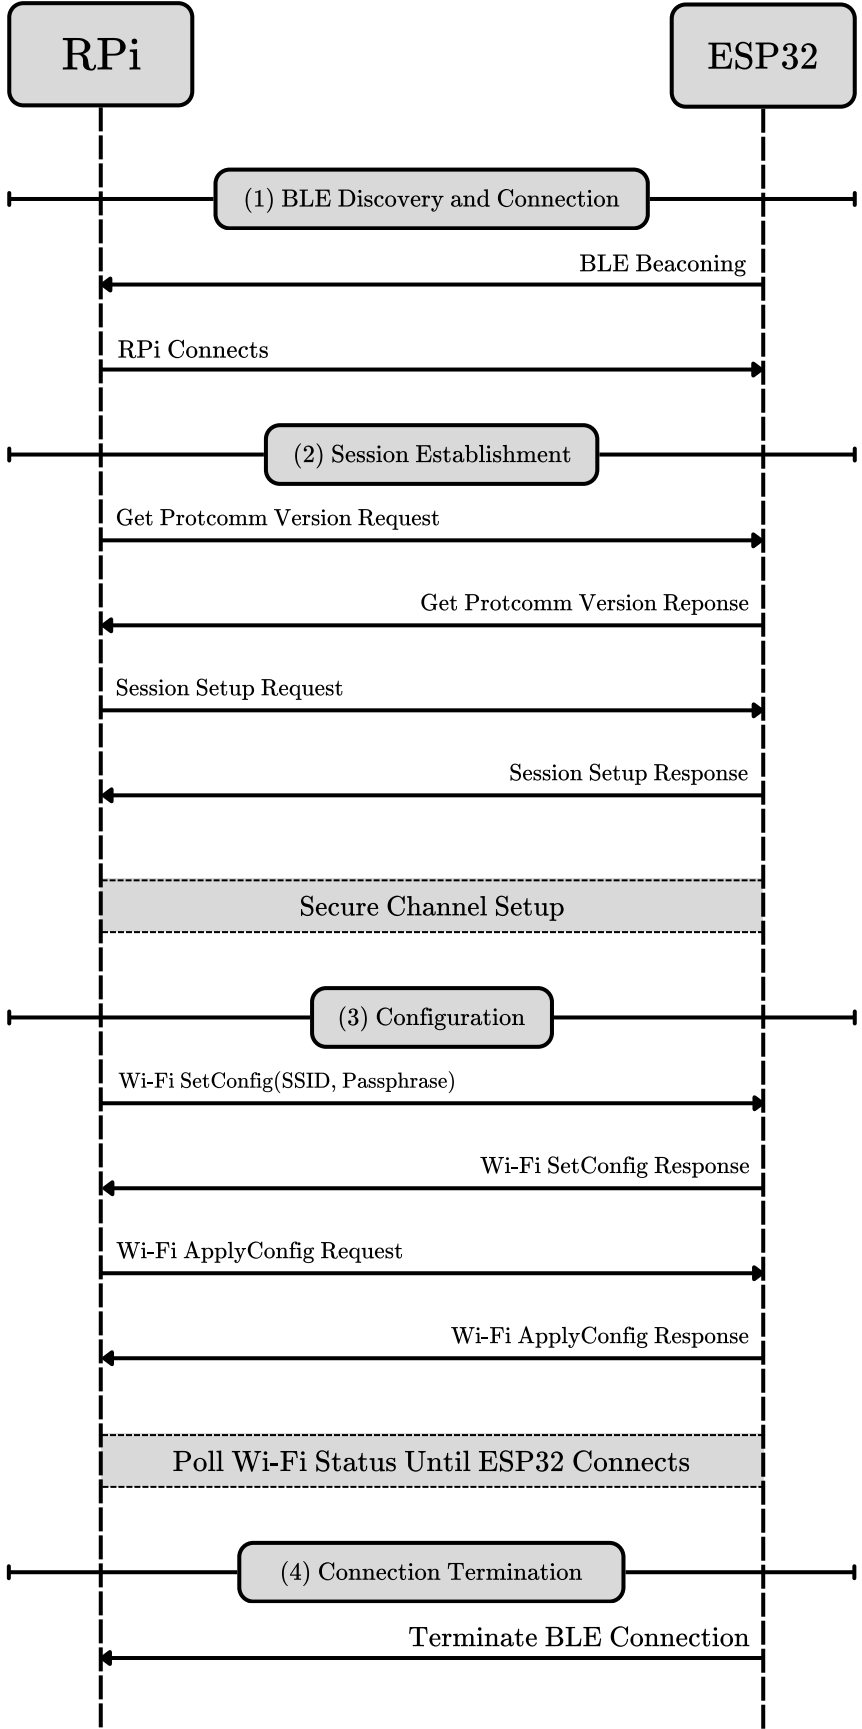 RPi
ESP32
(1) BLE Discovery and Connection
BLE Beaconing
RPi Connects
(2) Session Establishment
Get Protcomm Version Request
Get Protcomm Version Reponse
Session Setup Request
Session Setup Response
Secure Channel Setup
(3) Configuration
Wi-Fi SetConfig(SSID, Passphrase)
Wi-Fi SetConfig Response
Wi-Fi ApplyConfig Request
Wi-Fi ApplyConfig Response
Poll Wi-Fi Status Until ESP32 Connects
(4) Connection Termination
Terminate BLE Connection